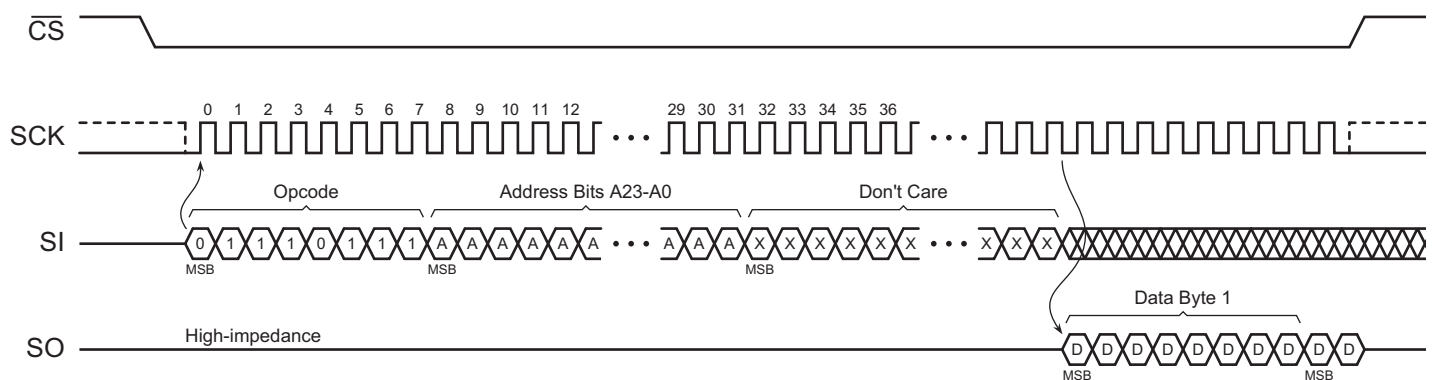 CS
0 1 2 3 4 5 6 7 8 9 10 11 12 29 30 31 32 33 34 35 36
SCK
Opcode Address Bits A23-A0 Don't Care
SI 0 1 1 1 0 1 1 1 A A A A A A A A A X X X X X X X X X
MSB MSB MSB
Data Byte 1
High-impedance
SO D D D D D D D D D D
MSB MSB